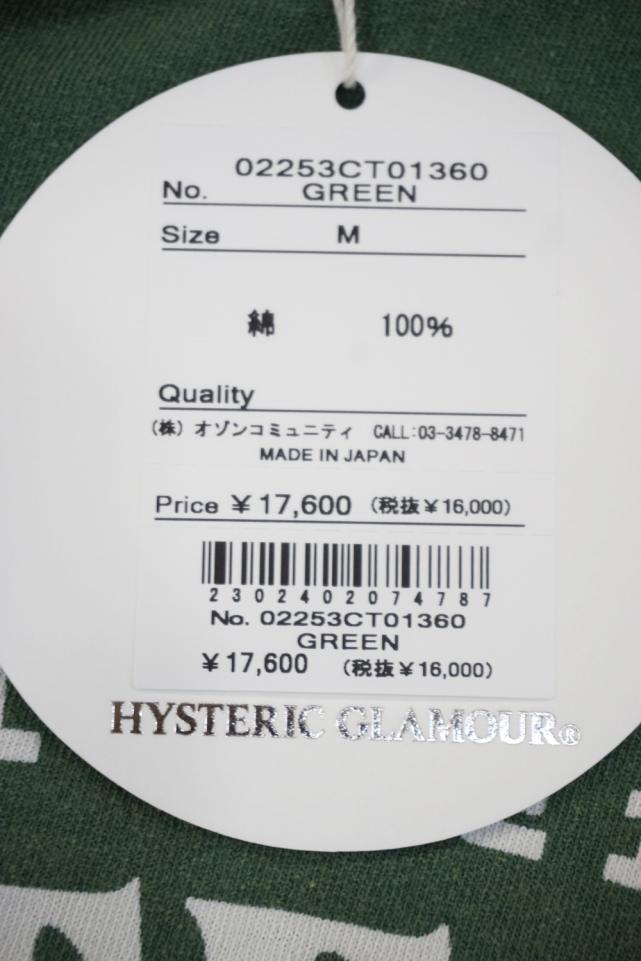 02253CT01360
No. GREEN
Size M
綿 100%
Quality
(株) オゾンコミュニティ CALL:03-3478-8471
MADE IN JAPAN
Price ¥17,600 (税抜¥16,000)
2302402074787
No. 02253CT01360
GREEN
¥17,600 (税抜¥16,000)
HYSTERIC GLAMOUR®